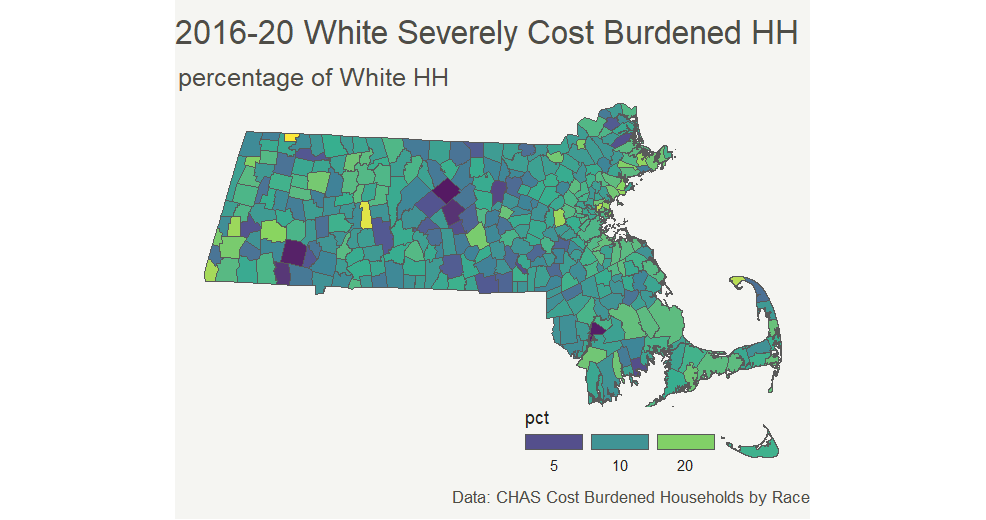 2016-20 White Severely Cost Burdened HH
percentage of White HH
pct
5 10 20
Data: CHAS Cost Burdened Households by Race